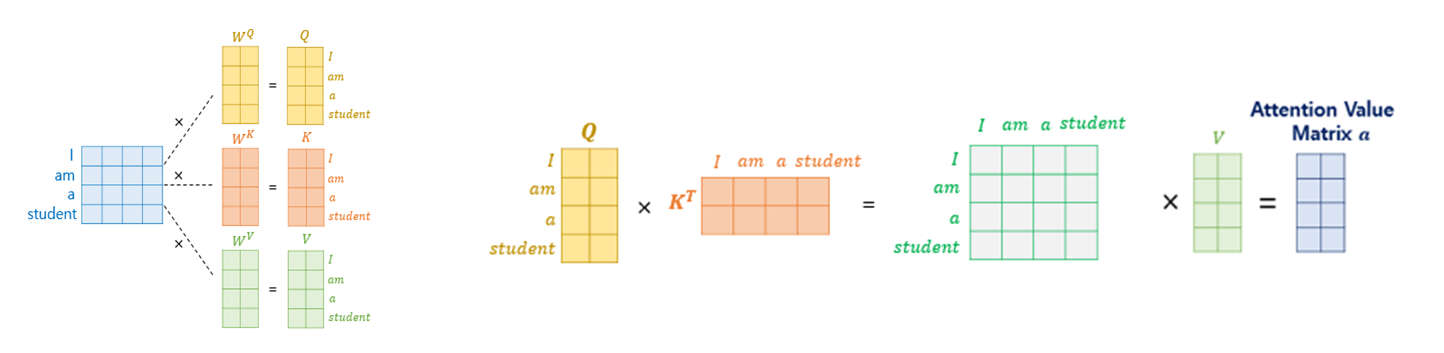 W^Q
Q
I
am
a
student
×
=
I
am
a
student
×
W^K
K
=
I
am
a
student
×
W^V
V
=
I
am
a
student
Q
I
am
a
student
×
K^T
I am a student
=
I am a student
I
am
a
student
×
V
=
Attention Value
Matrix a